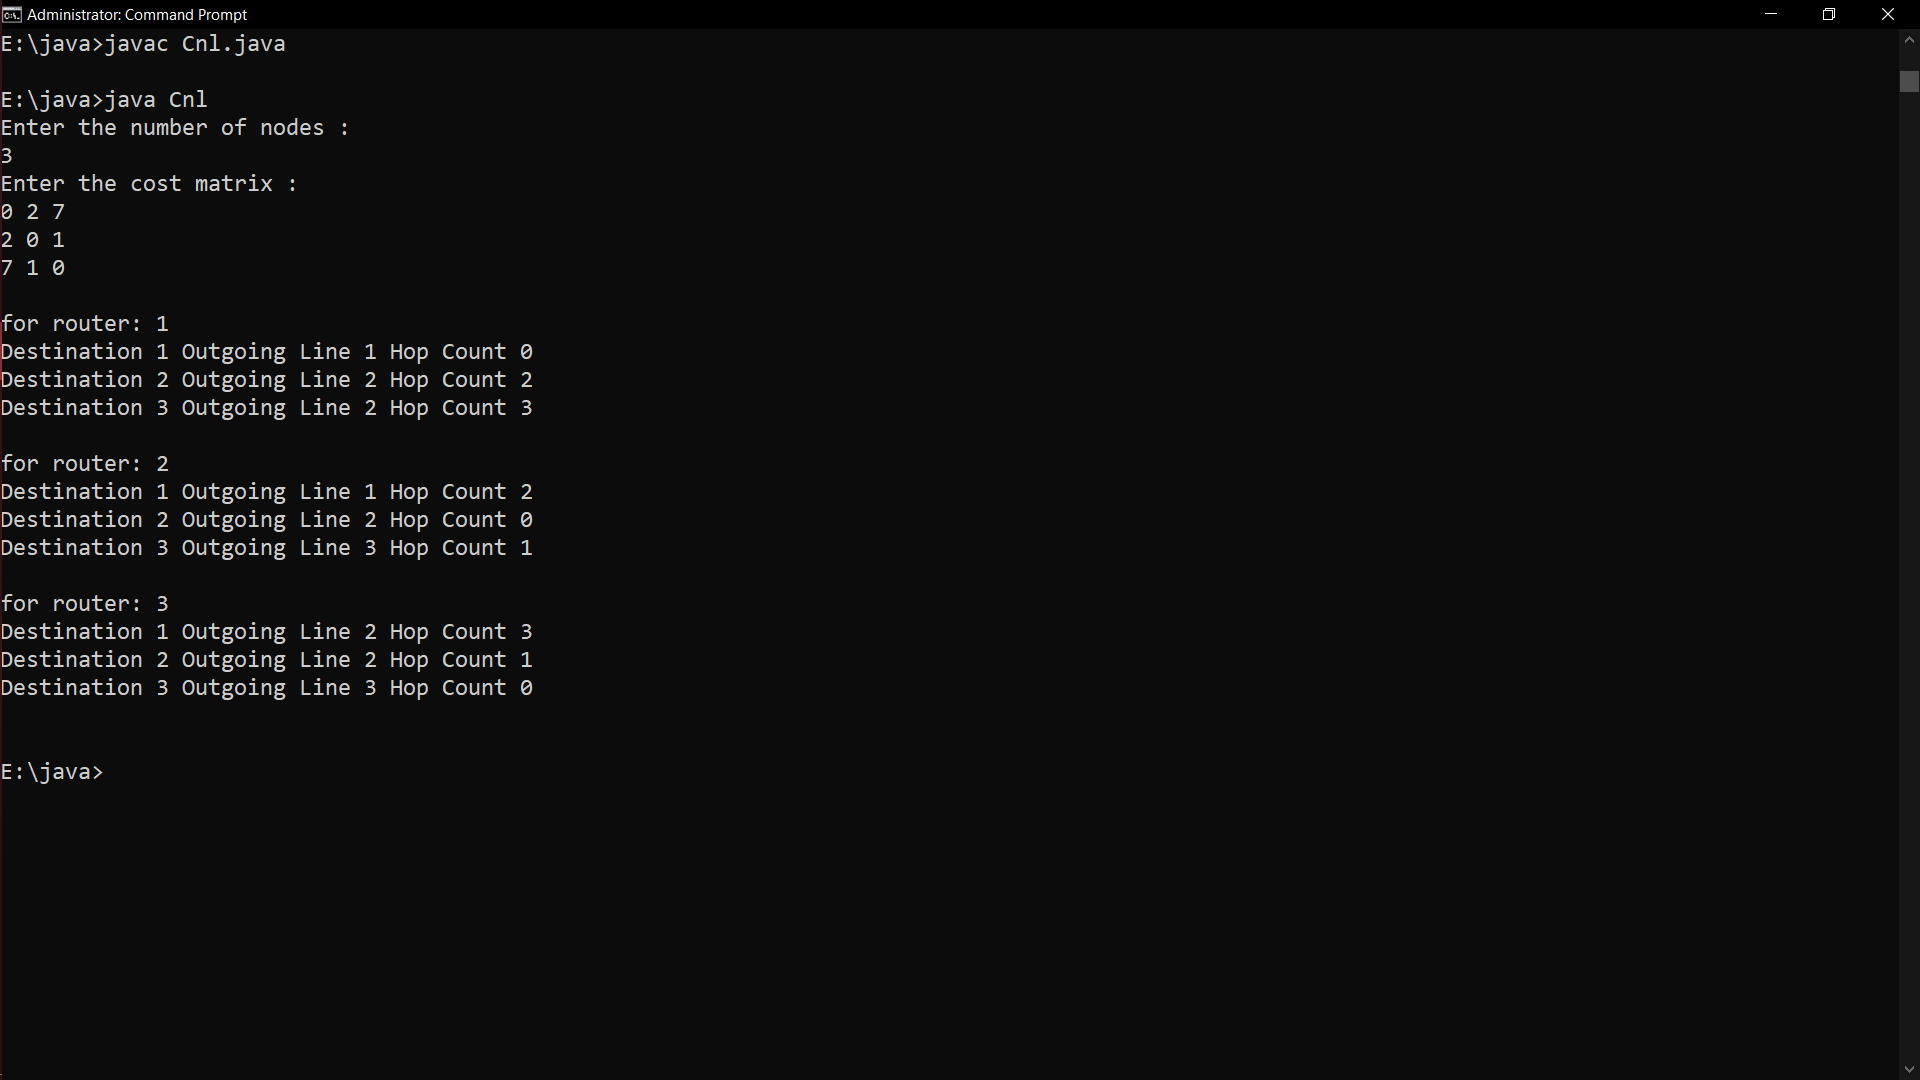 Administrator: Command Prompt
E:\java>javac Cnl.java
E:\java>java Cnl
Enter the number of nodes :
3
Enter the cost matrix :
0 2 7
2 0 1
7 1 0
for router: 1
Destination 1 Outgoing Line 1 Hop Count 0
Destination 2 Outgoing Line 2 Hop Count 2
Destination 3 Outgoing Line 2 Hop Count 3
for router: 2
Destination 1 Outgoing Line 1 Hop Count 2
Destination 2 Outgoing Line 2 Hop Count 0
Destination 3 Outgoing Line 3 Hop Count 1
for router: 3
Destination 1 Outgoing Line 2 Hop Count 3
Destination 2 Outgoing Line 2 Hop Count 1
Destination 3 Outgoing Line 3 Hop Count 0
E:\java>